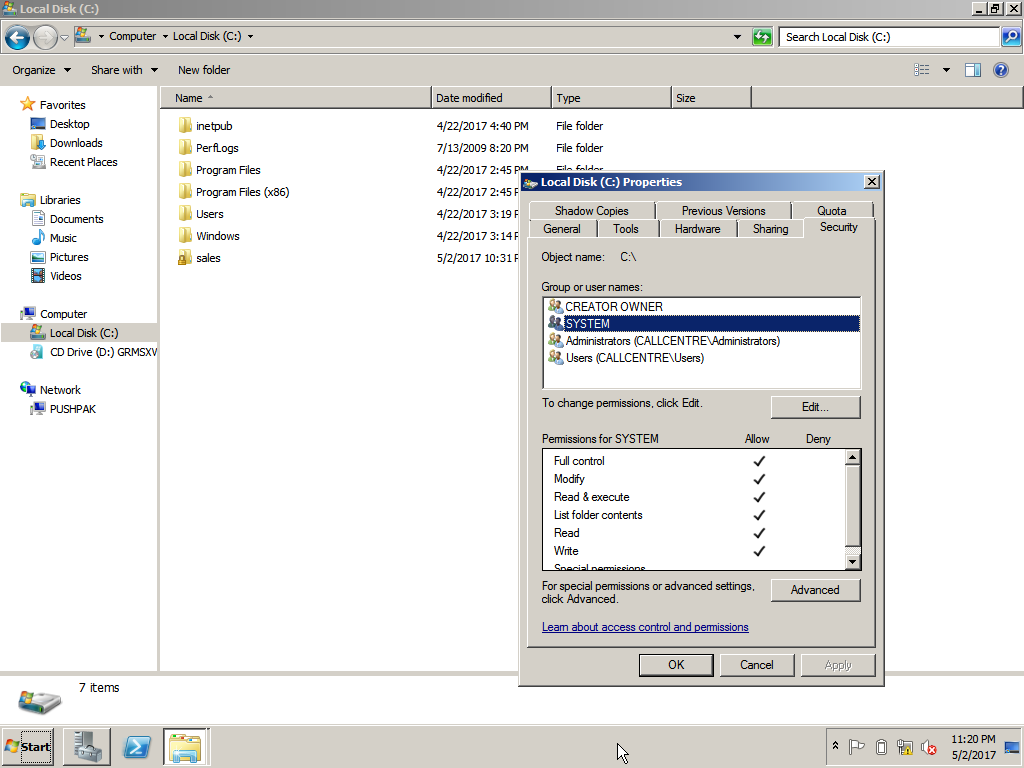 Local Disk (C:)
Computer Local Disk (C:) Search Local Disk (C:)
Organize Share with New folder
Name Date modified Type Size
Favorites
Desktop
Downloads
Recent Places
Libraries
Documents
Music
Pictures
Videos
Computer
Local Disk (C:)
CD Drive (D:) GRMSXV
Network
PUSHPAK
inetpub 4/22/2017 4:40 PM File folder
PerfLogs 7/13/2009 8:20 PM File folder
Program Files 4/22/2017 2:45 P File folder
Program Files (x86) 4/22/2017 2:45 P
Users 4/22/2017 3:19 P
Windows 4/22/2017 3:14 P
sales 5/2/2017 10:31 P
Local Disk (C:) Properties
Shadow Copies Previous Versions Quota
General Tools Hardware Sharing Security
Object name: C:\
Group or user names:
CREATOR OWNER
SYSTEM
Administrators (CALLCENTRE\Administrators)
Users (CALLCENTRE\Users)
To change permissions, click Edit.
Edit...
Permissions for SYSTEM Allow Deny
Full control
Modify
Read & execute
List folder contents
Read
Write
Special permissions
For special permissions or advanced settings,
click Advanced.
Advanced
Learn about access control and permissions
OK Cancel Apply
7 items
Start
11:20 PM
5/2/2017